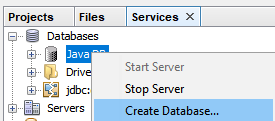 Projects Files Services
Databases
Java DB
Drive
Start Server
jdbc:
Stop Server
Servers
Create Database...